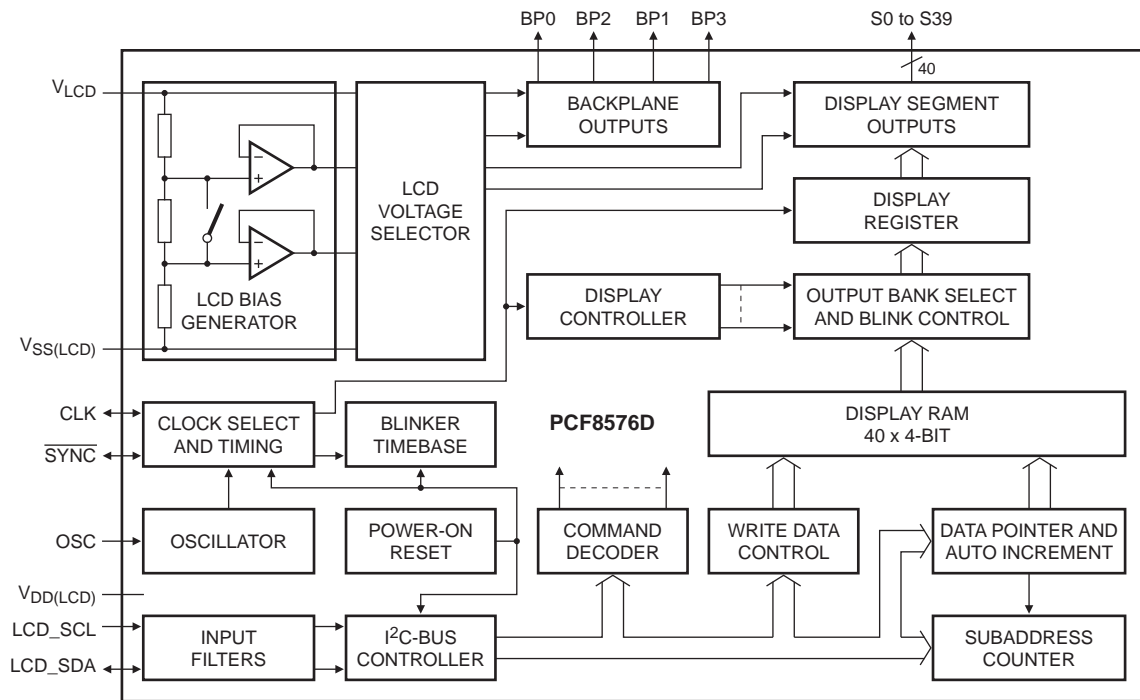 BP0 BP2 BP1 BP3 S0 to S39
40
VLCD
BACKPLANE
OUTPUTS
DISPLAY SEGMENT
OUTPUTS
LCD
VOLTAGE
SELECTOR
DISPLAY
REGISTER
LCD BIAS
GENERATOR
DISPLAY
CONTROLLER
OUTPUT BANK SELECT
AND BLINK CONTROL
VSS(LCD)
CLK
SYNC
CLOCK SELECT
AND TIMING
BLINKER
TIMEBASE
PCF8576D
DISPLAY RAM
40 x 4-BIT
OSC
OSCILLATOR
POWER-ON
RESET
COMMAND
DECODER
WRITE DATA
CONTROL
DATA POINTER AND
AUTO INCREMENT
VDD(LCD)
LCD_SCL
LCD_SDA
INPUT
FILTERS
I²C-BUS
CONTROLLER
SUBADDRESS
COUNTER